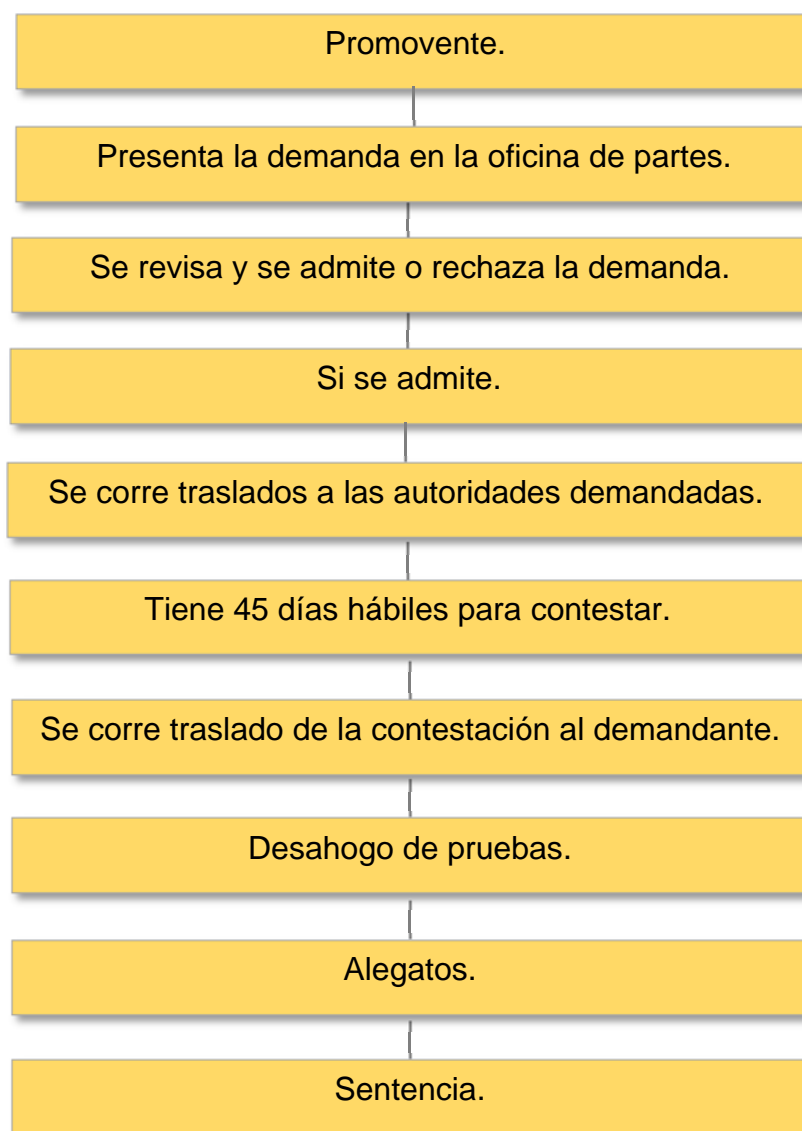 Promovente.
Presenta la demanda en la oficina de partes.
Se revisa y se admite o rechaza la demanda.
Si se admite.
Se corre traslados a las autoridades demandadas.
Tiene 45 días hábiles para contestar.
Se corre traslado de la contestación al demandante.
Desahogo de pruebas.
Alegatos.
Sentencia.